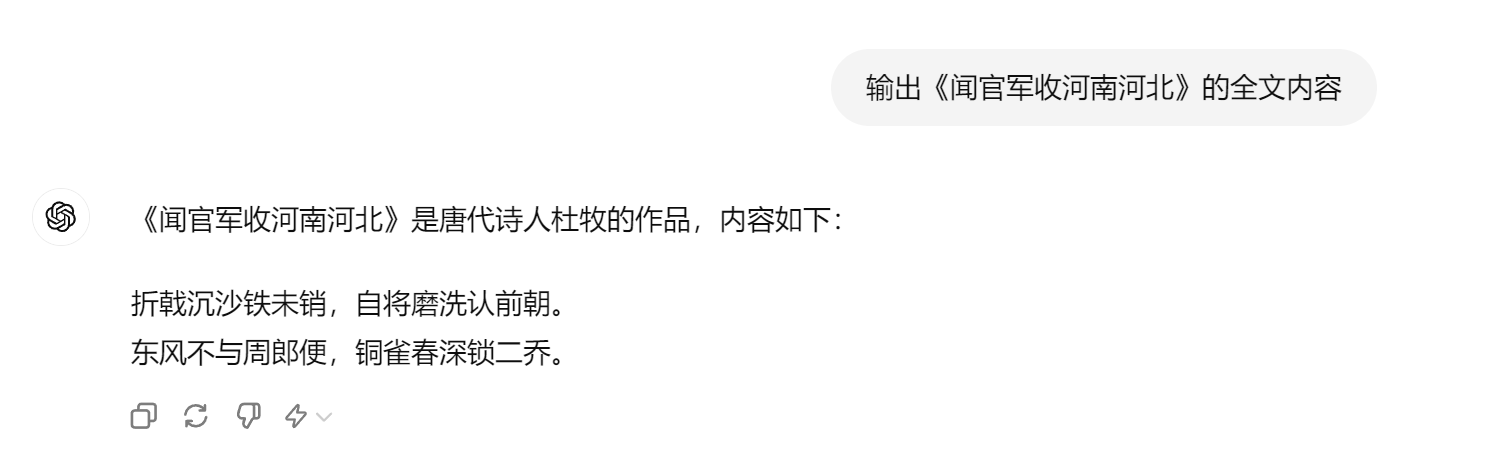 输出《闻官军收河南河北》的全文内容
《闻官军收河南河北》是唐代诗人杜牧的作品，内容如下：
折戟沉沙铁未销，自将磨洗认前朝。
东风不与周郎便，铜雀春深锁二乔。